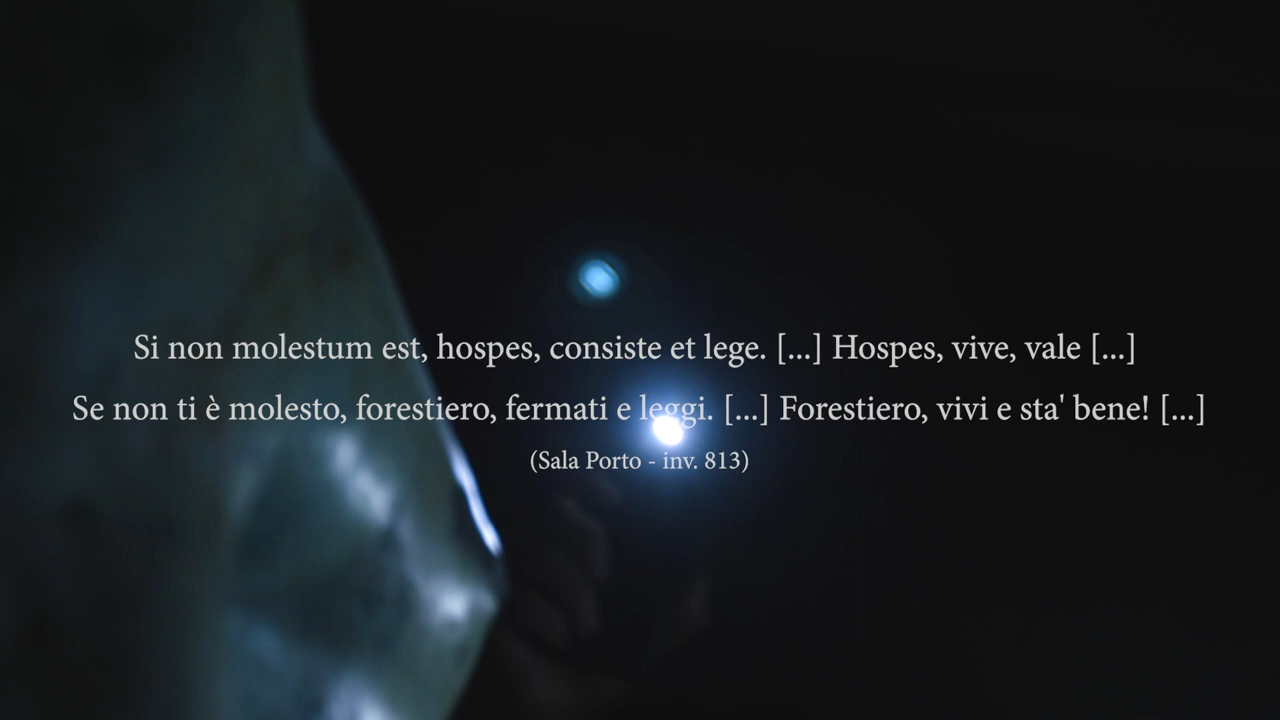 Si non molestum est, hospes, consiste et lege. [...] Hospes, vive, vale [...]
Se non ti è molesto, forestiero, fermati e leggi. [...] Forestiero, vivi e sta' bene! [...]
(Sala Porto - inv. 813)